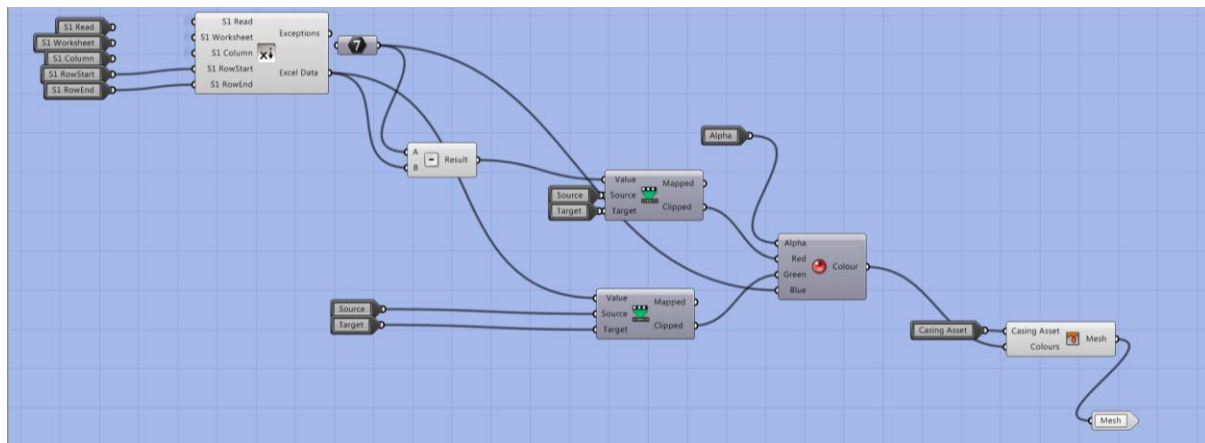 S1 Read
S1 Worksheet
S1 Column
S1 RowStart
S1 RowEnd
S1 Read
S1 Worksheet
S1 Column
S1 RowStart
S1 RowEnd
Exceptions
Excel Data
7
A
B
Result
Alpha
Source
Target
Value
Source
Target
Mapped
Clipped
Alpha
Red
Green
Blue
Colour
Source
Target
Value
Source
Target
Mapped
Clipped
Casing Asset
Casing Asset
Colours
Mesh
Mesh